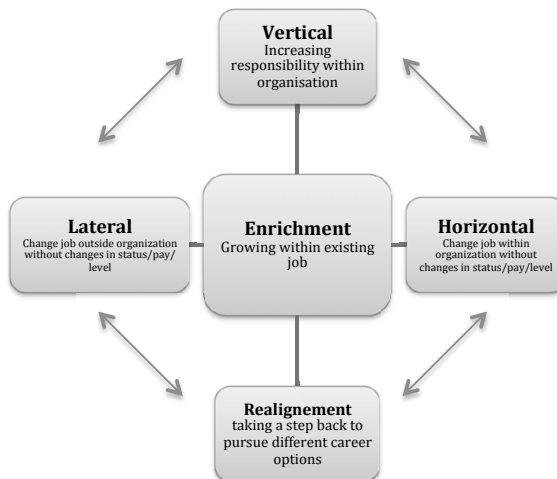 Vertical
Increasing
responsibility within
organisation
Lateral
Change job outside organization
without changes in status/pay/
level
Enrichment
Growing within existing
job
Horizontal
Change job within
organization without
changes in status/pay/level
Realignement
taking a step back to
pursue different career
options